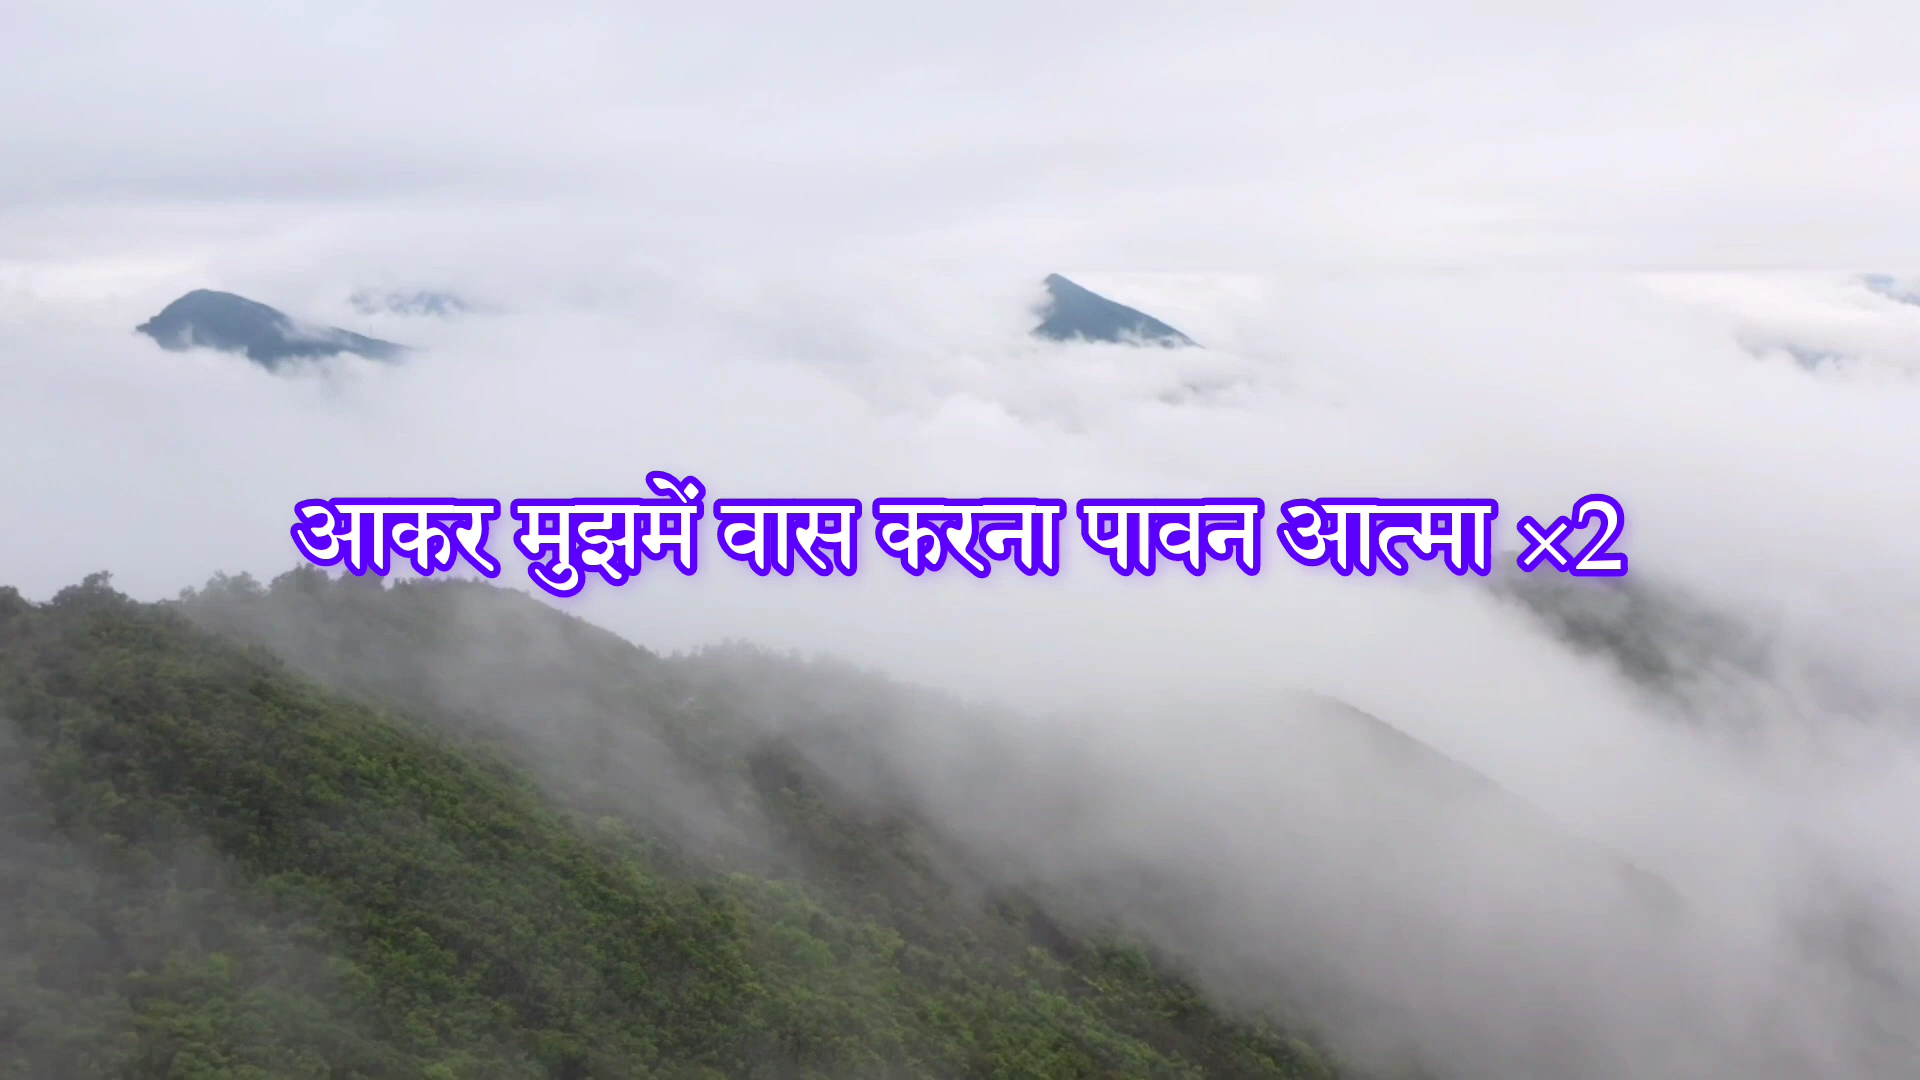 आकर मुझमें वास करना पावन आत्मा ×2